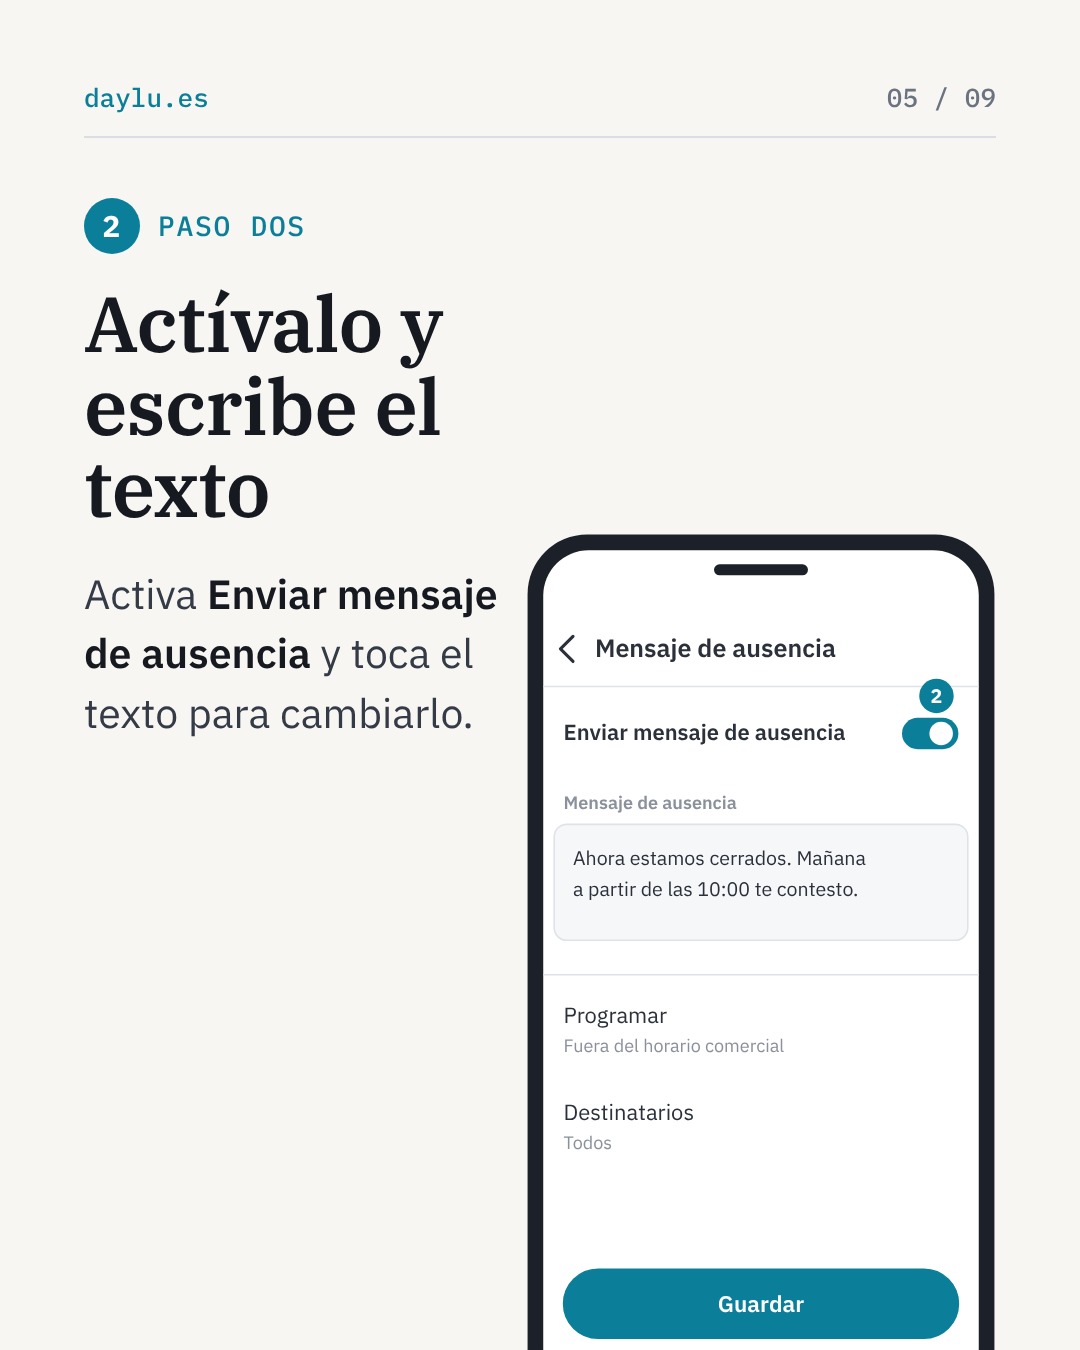 daylu.es
05 / 09
2 PASO DOS
Actívalo y
escribe el
texto
Activa Enviar mensaje
de ausencia y toca el
texto para cambiarlo.
Mensaje de ausencia
2
Enviar mensaje de ausencia
Mensaje de ausencia
Ahora estamos cerrados. Mañana
a partir de las 10:00 te contesto.
Programar
Fuera del horario comercial
Destinatarios
Todos
Guardar